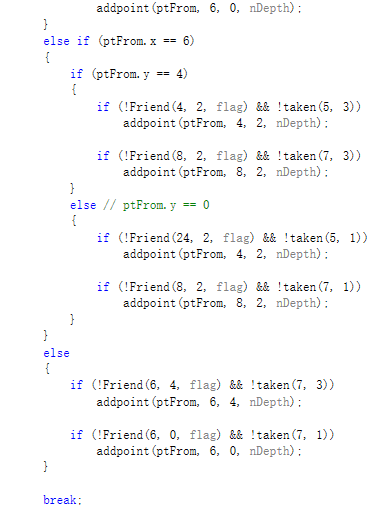 addpoint(ptFrom, 6, 0, nDepth);
}
else if (ptFrom.x == 6)
{
if (ptFrom.y == 4)
{
if (!Friend(4, 2, flag) && !taken(5, 3))
addpoint(ptFrom, 4, 2, nDepth);
if (!Friend(8, 2, flag) && !taken(7, 3))
addpoint(ptFrom, 8, 2, nDepth);
}
else // ptFrom.y == 0
{
if (!Friend(24, 2, flag) && !taken(5, 1))
addpoint(ptFrom, 4, 2, nDepth);
if (!Friend(8, 2, flag) && !taken(7, 1))
addpoint(ptFrom, 8, 2, nDepth);
}
}
else
{
if (!Friend(6, 4, flag) && !taken(7, 3))
addpoint(ptFrom, 6, 4, nDepth);
if (!Friend(6, 0, flag) && !taken(7, 1))
addpoint(ptFrom, 6, 0, nDepth);
}
break;